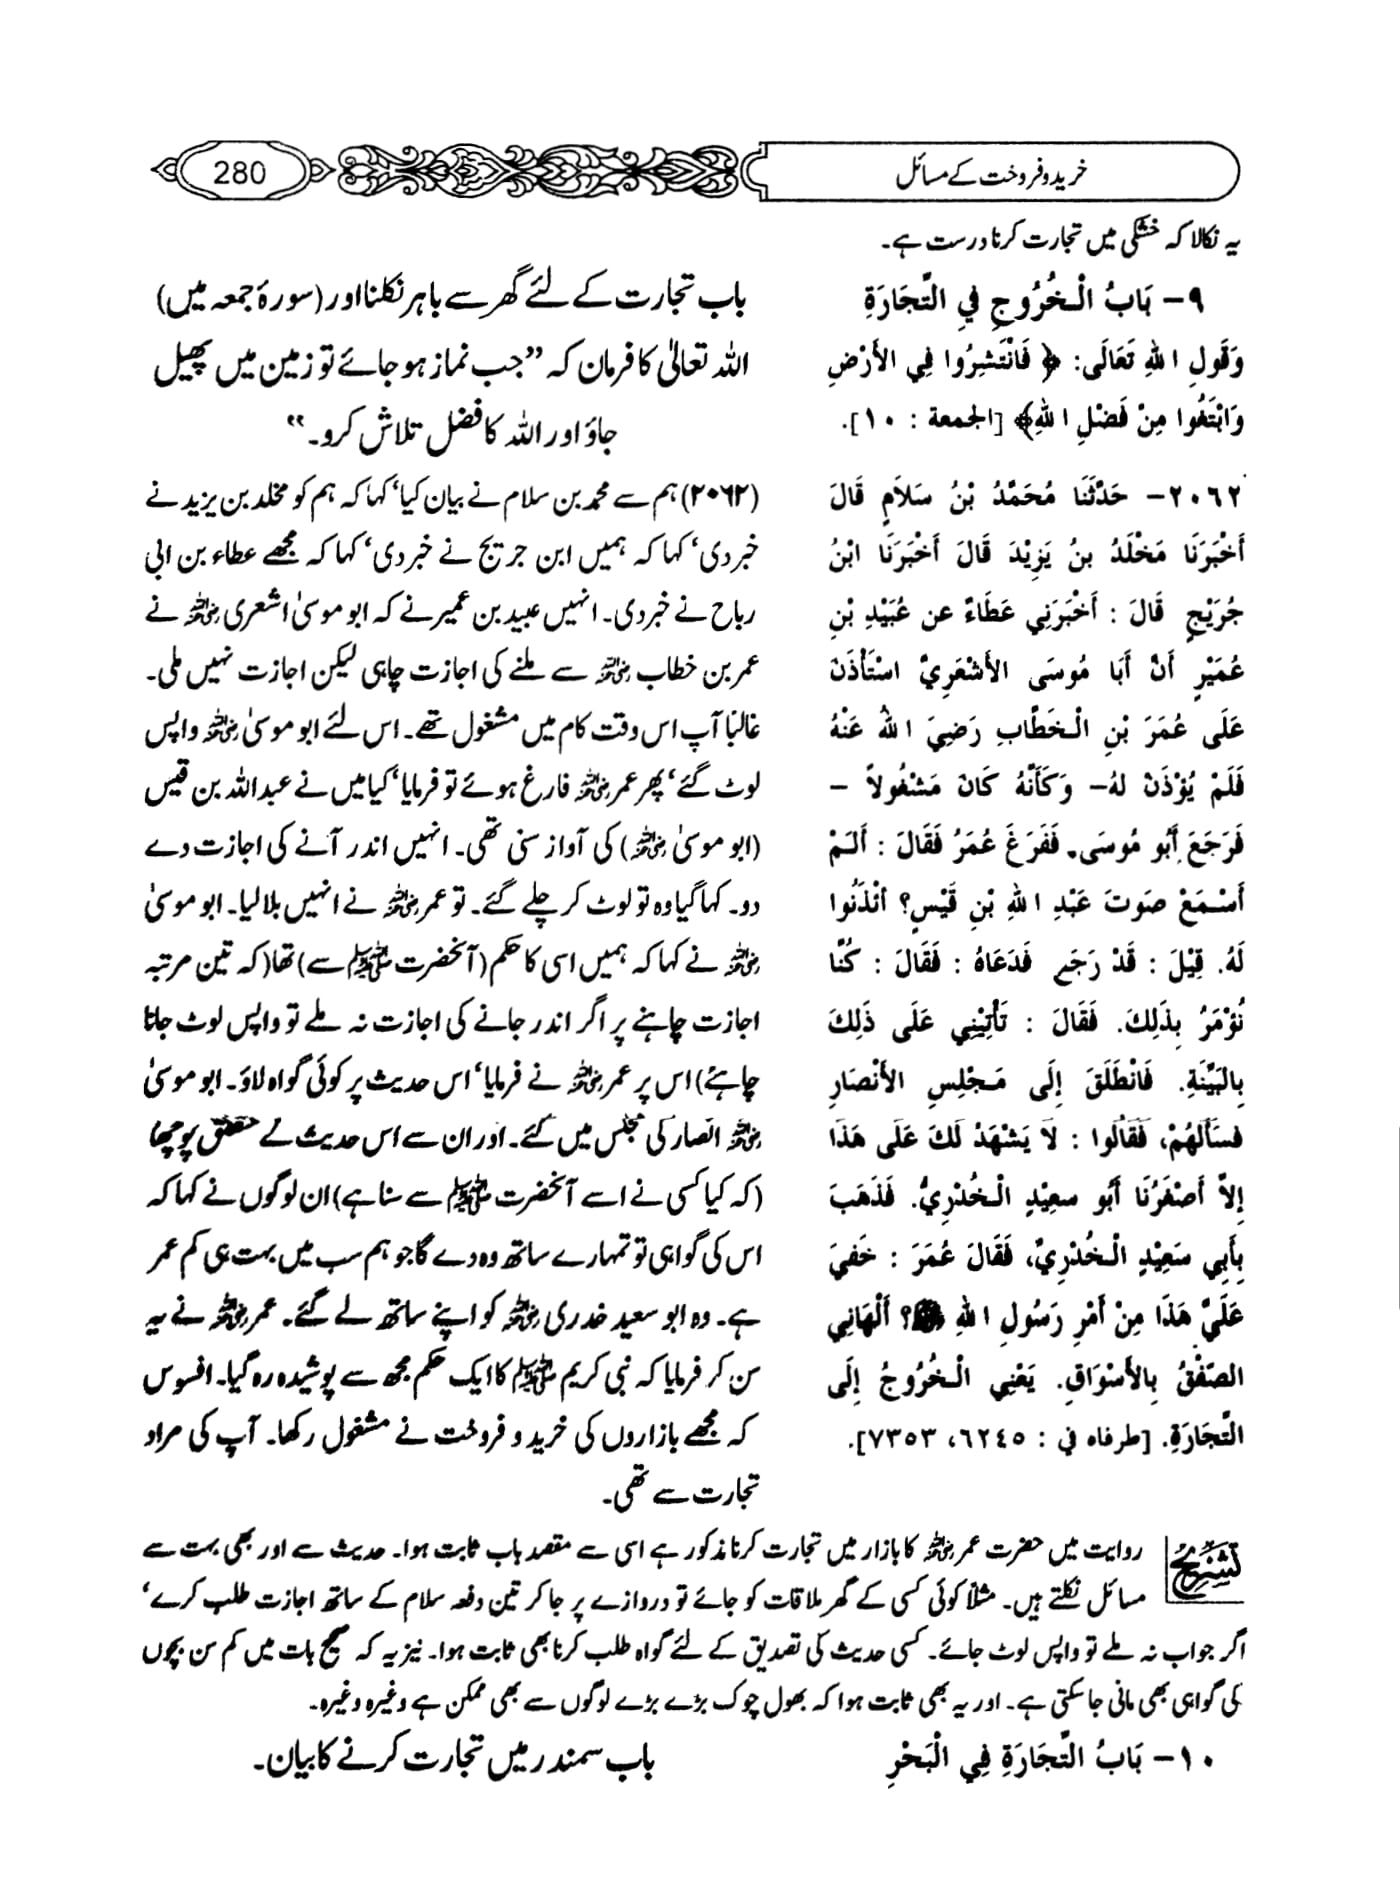 خرید و فروخت کے مسائل
280
یہ نکالا کہ خشکی میں تجارت کرنا درست ہے۔
٩- بَابُ الْخُرُوجِ فِي التِّجَارَةِ
وَقَولِ اللهِ تَعَالَى: ﴿ فَانْتَشِرُوا فِي الأَرْضِ
وَابْتَغُوا مِنْ فَضْلِ اللهِ﴾ [الجمعة : ١٠].
باب تجارت کے لئے گھر سے باہر نکلنا اور (سورۂ جمعہ میں)
اللہ تعالیٰ کا فرمان کہ ”جب نماز ہو جائے تو زمین میں پھیل
جاؤ اور اللہ کا فضل تلاش کرو۔“
٢٠٦٢- حَدَّثَنَا مُحَمَّدُ بْنُ سَلاَمٍ قَالَ
أَخْبَرَنَا مَخْلَدُ بنُ يَزِيْدَ قَالَ أَخْبَرَنَا ابْنُ
جُرَيْجٍ قَالَ : أَخْبَرَنِي عَطَاءٌ عن عُبَيْدِ بْنِ
عُمَيْرٍ أَنَّ أَبَا مُوسَى الأَشْعَرِيَّ اسْتَأْذَنَ
عَلَى عُمَرَ بْنِ الْخَطَّابِ رَضِيَ اللهُ عَنْهُ
فَلَمْ يُؤذَنْ لهُ- وَكَأَنَّهُ كَانَ مَشْغُولاً -
فَرَجَعَ أَبُو مُوسَى. فَفَرَغَ عُمَرُ فَقَالَ : أَلَمْ
أَسْمَعْ صَوتَ عَبْدِ اللهِ بْنِ قَيْسٍ؟ ائْذَنُوا
لَهُ. قِيْلَ : قَدْ رَجَعَ فَدَعَاهُ : فَقَالَ : كُنَّا
نُؤمَرُ بِذَلِكَ. فَقَالَ : تَأْتِيْنِي عَلَى ذَلِكَ
بِالبَيِّنَةِ. فَانْطَلَقَ إِلَى مَجْلِسِ الأَنْصَارِ
فسَأَلَهُمْ، فَقَالُوا : لاَ يَشْهَدُ لَكَ عَلَى هَذَا
إِلاَّ أَصْغَرُنَا أَبُو سعِيْدٍ الْخُدْرِيُّ. فَذَهَبَ
بِأَبِي سَعِيْدٍ الْخُدْرِيِّ، فَقَالَ عُمَرَ : خَفِيَ
عَلَيَّ هَذَا مِنْ أَمْرِ رَسُولِ اللهِ ﷺ؟ أَلْهَانِي
الصَّفْقُ بِالأَسْوَاقِ. يَعْنِي الْخُرُوجُ إِلَى
التِّجَارَةِ. [طرفاه في : ٦٢٤٥، ٧٣٥٣].
(۲۰۶۲) ہم سے محمد بن سلام نے بیان کیا، کہا کہ ہم کو مخلد بن یزید نے
خبر دی، کہا کہ ہمیں ابن جریج نے خبر دی، کہا کہ مجھے عطاء بن ابی
رباح نے خبر دی۔ انہیں عبید بن عمیر نے کہ ابو موسیٰ اشعری رضی اللہ عنہ نے
عمر بن خطاب رضی اللہ عنہ سے ملنے کی اجازت چاہی لیکن اجازت نہیں ملی۔
غالباً آپ اس وقت کام میں مشغول تھے۔ اس لئے ابو موسیٰ رضی اللہ عنہ واپس
لوٹ گئے، پھر عمر رضی اللہ عنہ فارغ ہوئے تو فرمایا، کیا میں نے عبداللہ بن قیس
(ابو موسیٰ رضی اللہ عنہ) کی آواز سنی تھی۔ انہیں اندر آنے کی اجازت دے
دو۔ کہا گیا وہ تو لوٹ کر چلے گئے۔ تو عمر رضی اللہ عنہ نے انہیں بلا لیا۔ ابو موسیٰ
رضی اللہ عنہ نے کہا کہ ہمیں اسی کا حکم (آنحضرت صلی اللہ علیہ وسلم سے) تھا (کہ تین مرتبہ
اجازت چاہنے پر اگر اندر جانے کی اجازت نہ ملے تو واپس لوٹ جانا
چاہئے) اس پر عمر رضی اللہ عنہ نے فرمایا، اس حدیث پر کوئی گواہ لاؤ۔ ابو موسیٰ
رضی اللہ عنہ انصار کی مجلس میں گئے۔ اور ان سے اس حدیث کے متعلق پوچھا
(کہ کیا کسی نے اسے آنحضرت صلی اللہ علیہ وسلم سے سنا ہے) ان لوگوں نے کہا کہ
اس کی گواہی تو تمہارے ساتھ وہ دے گا جو ہم سب میں بہت ہی کم عمر
ہے۔ وہ ابو سعید خدری رضی اللہ عنہ کو اپنے ساتھ لے گئے۔ عمر رضی اللہ عنہ نے یہ
سن کر فرمایا کہ نبی کریم صلی اللہ علیہ وسلم کا ایک حکم مجھ سے پوشیدہ رہ گیا۔ افسوس
کہ مجھے بازاروں کی خرید و فروخت نے مشغول رکھا۔ آپ کی مراد
تجارت سے تھی۔
تشریح روایت میں حضرت عمر رضی اللہ عنہ کا بازار میں تجارت کرنا مذکور ہے اسی سے مقصد باب ثابت ہوا۔ حدیث سے اور بھی بہت سے
مسائل نکلتے ہیں۔ مثلاً کوئی کسی کے گھر ملاقات کو جائے تو دروازے پر جا کر تین دفعہ سلام کے ساتھ اجازت طلب کرے،
اگر جواب نہ ملے تو واپس لوٹ جائے۔ کسی حدیث کی تصدیق کے لئے گواہ طلب کرنا بھی ثابت ہوا۔ نیز یہ کہ صحیح بات میں کم سن بچوں
کی گواہی بھی مانی جا سکتی ہے۔ اور یہ بھی ثابت ہوا کہ بھول چوک بڑے بڑے لوگوں سے بھی ممکن ہے وغیرہ وغیرہ۔
١٠- بَابُ التِّجَارَةِ فِي الْبَحْرِ
باب سمندر میں تجارت کرنے کا بیان۔